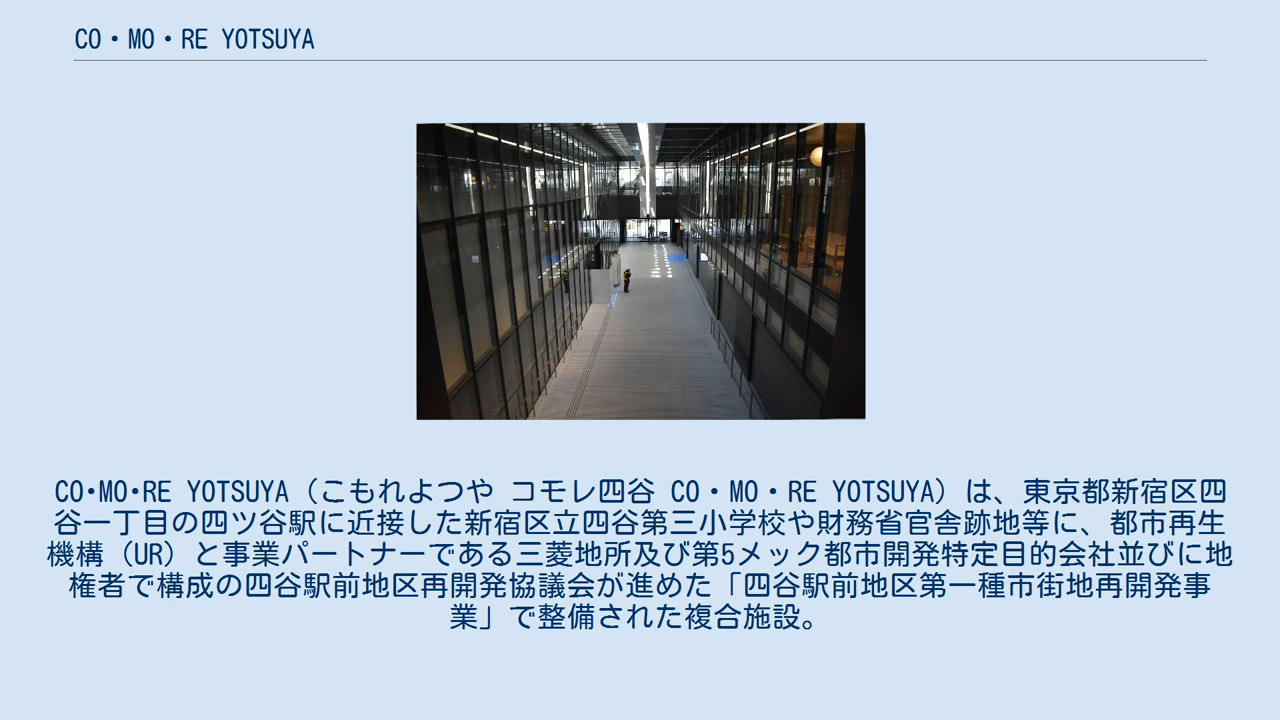 CO・MO・RE YOTSUYA
CO・MO・RE YOTSUYA（こもれよつや コモレ四谷 CO・MO・RE YOTSUYA）は、東京都新宿区四
谷一丁目の四ツ谷駅に近接した新宿区立四谷第三小学校や財務省官舎跡地等に、都市再生
機構（UR）と事業パートナーである三菱地所及び第5メック都市開発特定目的会社並びに地
権者で構成の四谷駅前地区再開発協議会が進めた「四谷駅前地区第一種市街地再開発事
業」で整備された複合施設。